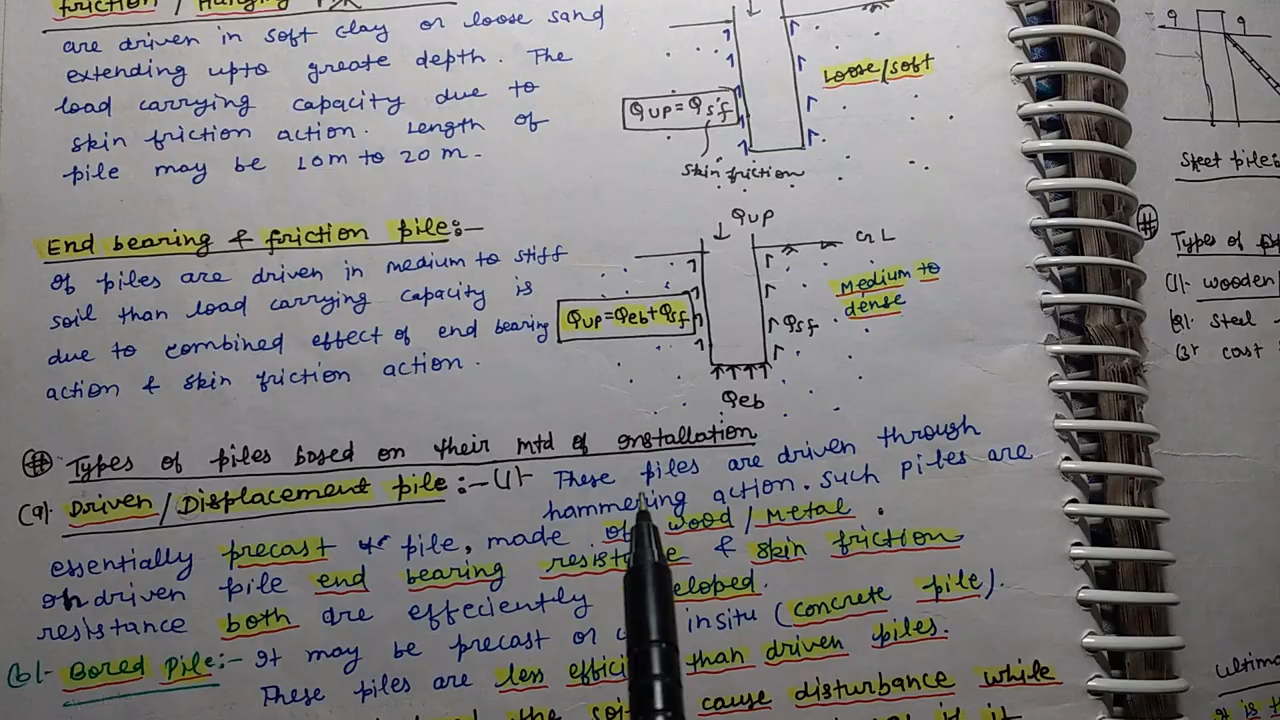 friction / Hanging
are driven in soft clay or loose sand
extending upto greate depth. The
load carrying capacity due to
skin friction action. Length of
pile may be 10m to 20 m.
Loose/soft
Qup = Qsf
skin friction
End bearing & friction pile:-
If piles are driven in medium to stiff
soil than load carrying capacity is
due to combined effect of end bearing
action & skin friction action.
Qup
GL
Medium to
dense
Qup = Qeb + Qsf
Qsf
Qeb
# Types of piles based on their mtd of installation
(a) Driven / Displacement pile :- (1) These piles are driven through
hammering action. Such piles are
essentially precast pile, made of wood / Metal.
In driven pile end bearing & skin friction
resistance both are effeciently
(b) Bored pile:- It may be precast or insitu (concrete pile).
These piles are less than driven piles.
the cause disturbance while
q q
Sheet piles
#
Types of
(1) wooden
(2) steel
(3) cast